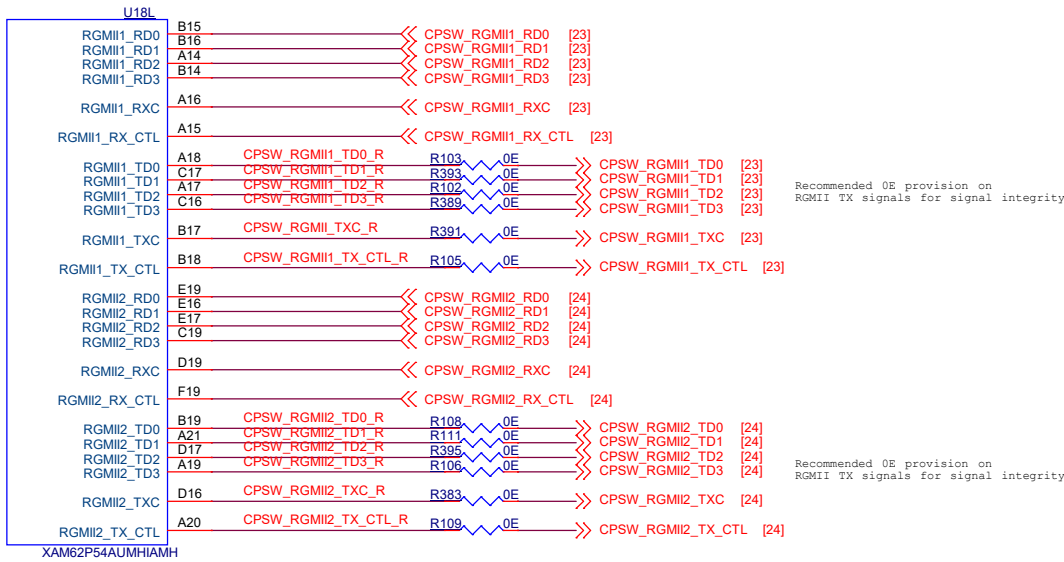 U18L
RGMII1_RD0 B15 CPSW_RGMII1_RD0 [23]
RGMII1_RD1 B16 CPSW_RGMII1_RD1 [23]
RGMII1_RD2 A14 CPSW_RGMII1_RD2 [23]
RGMII1_RD3 B14 CPSW_RGMII1_RD3 [23]
RGMII1_RXC A16 CPSW_RGMII1_RXC [23]
RGMII1_RX_CTL A15 CPSW_RGMII1_RX_CTL [23]
RGMII1_TD0 A18 CPSW_RGMII1_TD0_R R103 0E CPSW_RGMII1_TD0 [23]
RGMII1_TD1 C17 CPSW_RGMII1_TD1_R R393 0E CPSW_RGMII1_TD1 [23]
RGMII1_TD2 A17 CPSW_RGMII1_TD2_R R102 0E CPSW_RGMII1_TD2 [23]
RGMII1_TD3 C16 CPSW_RGMII1_TD3_R R389 0E CPSW_RGMII1_TD3 [23]
Recommended 0E provision on
RGMII TX signals for signal integrity
RGMII1_TXC B17 CPSW_RGMII_TXC_R R391 0E CPSW_RGMII1_TXC [23]
RGMII1_TX_CTL B18 CPSW_RGMII1_TX_CTL_R R105 0E CPSW_RGMII1_TX_CTL [23]
RGMII2_RD0 E19 CPSW_RGMII2_RD0 [24]
RGMII2_RD1 E16 CPSW_RGMII2_RD1 [24]
RGMII2_RD2 E17 CPSW_RGMII2_RD2 [24]
RGMII2_RD3 C19 CPSW_RGMII2_RD3 [24]
RGMII2_RXC D19 CPSW_RGMII2_RXC [24]
RGMII2_RX_CTL F19 CPSW_RGMII2_RX_CTL [24]
RGMII2_TD0 B19 CPSW_RGMII2_TD0_R R108 0E CPSW_RGMII2_TD0 [24]
RGMII2_TD1 A21 CPSW_RGMII2_TD1_R R111 0E CPSW_RGMII2_TD1 [24]
RGMII2_TD2 D17 CPSW_RGMII2_TD2_R R395 0E CPSW_RGMII2_TD2 [24]
RGMII2_TD3 A19 CPSW_RGMII2_TD3_R R106 0E CPSW_RGMII2_TD3 [24]
Recommended 0E provision on
RGMII TX signals for signal integrity
RGMII2_TXC D16 CPSW_RGMII2_TXC_R R383 0E CPSW_RGMII2_TXC [24]
RGMII2_TX_CTL A20 CPSW_RGMII2_TX_CTL_R R109 0E CPSW_RGMII2_TX_CTL [24]
XAM62P54AUMHIAMH